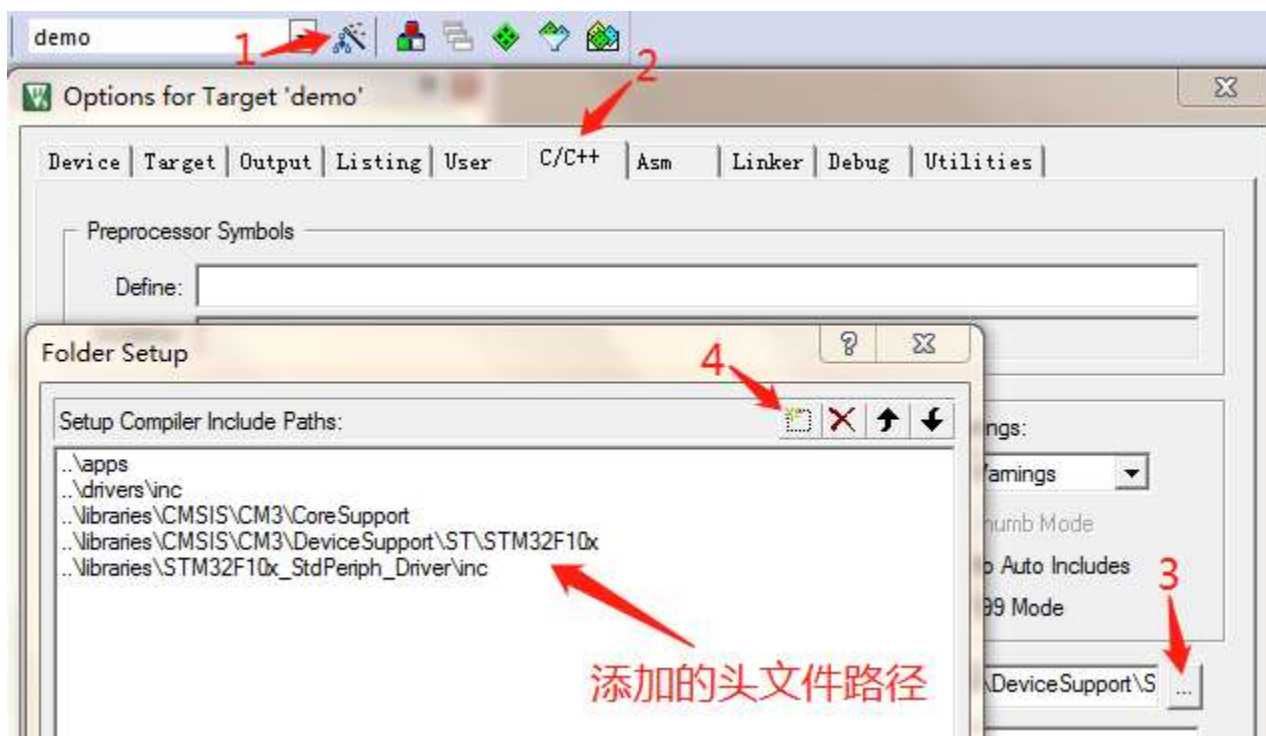 demo
1
2
Options for Target 'demo'
Device Target Output Listing User C/C++ Asm Linker Debug Utilities
Preprocessor Symbols
Define:
Folder Setup
4
Setup Compiler Include Paths:
ngs:
..\apps
..\drivers\inc
..\libraries\CMSIS\CM3\CoreSupport
..\libraries\CMSIS\CM3\DeviceSupport\ST\STM32F10x
..\libraries\STM32F10x_StdPeriph_Driver\inc
Warnings
humb Mode
o Auto Includes
3
99 Mode
添加的头文件路径
\DeviceSupport\S
...